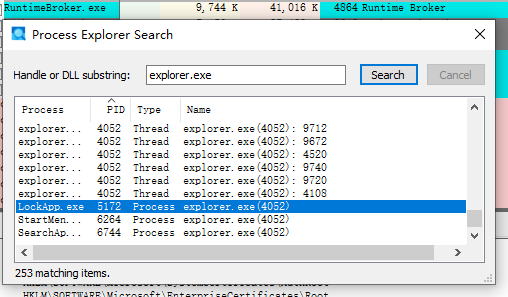 RuntimeBroker.exe 9,744 K 41,016 K 4864 Runtime Broker
Process Explorer Search
Handle or DLL substring: explorer.exe Search Cancel
Process PID Type Name
explorer... 4052 Thread explorer.exe(4052): 9712
explorer... 4052 Thread explorer.exe(4052): 9672
explorer... 4052 Thread explorer.exe(4052): 4520
explorer... 4052 Thread explorer.exe(4052): 9740
explorer... 4052 Thread explorer.exe(4052): 9720
explorer... 4052 Thread explorer.exe(4052): 4108
LockApp.exe 5172 Process explorer.exe(4052)
StartMen... 6264 Process explorer.exe(4052)
SearchAp... 6744 Process explorer.exe(4052)
253 matching items.
HKLM\SOFTWARE\Microsoft\EnterpriseCertificates\Root